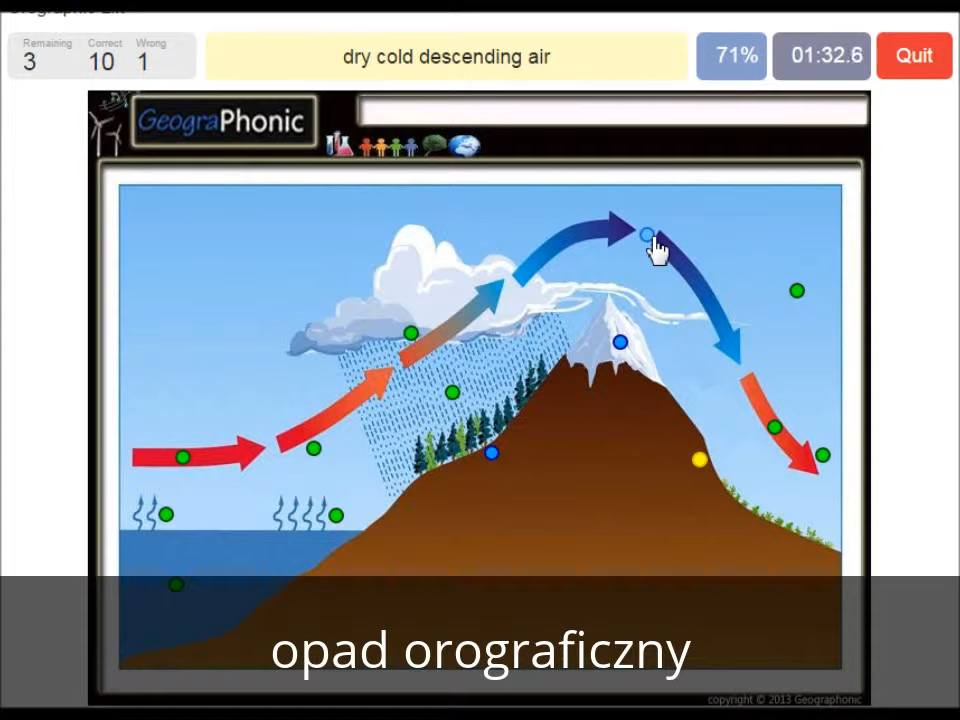 Remaining Correct Wrong
3 10 1
dry cold descending air
71%
01:32.6
Quit
GeograPhonic
opad orograficzny
copyright © 2013 Geographonic